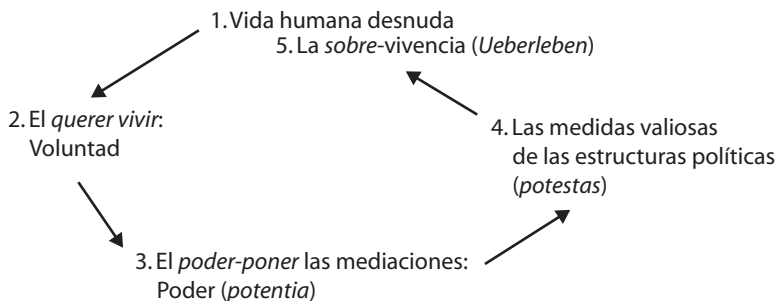 1. Vida humana desnuda
5. La sobre-vivencia (Ueberleben)
2. El querer vivir:
Voluntad
4. Las medidas valiosas
de las estructuras políticas
(potestas)
3. El poder-poner las mediaciones:
Poder (potentia)